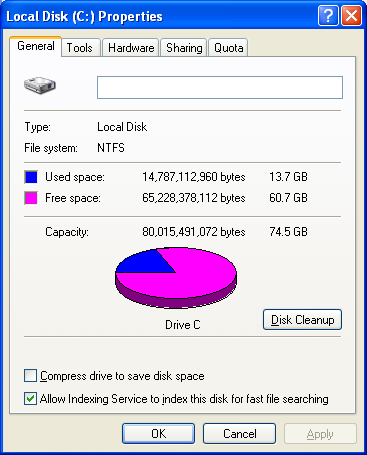 Local Disk (C:) Properties
General Tools Hardware Sharing Quota
Type: Local Disk
File system: NTFS
Used space: 14,787,112,960 bytes 13.7 GB
Free space: 65,228,378,112 bytes 60.7 GB
Capacity: 80,015,491,072 bytes 74.5 GB
Drive C
Disk Cleanup
Compress drive to save disk space
Allow Indexing Service to index this disk for fast file searching
OK Cancel Apply